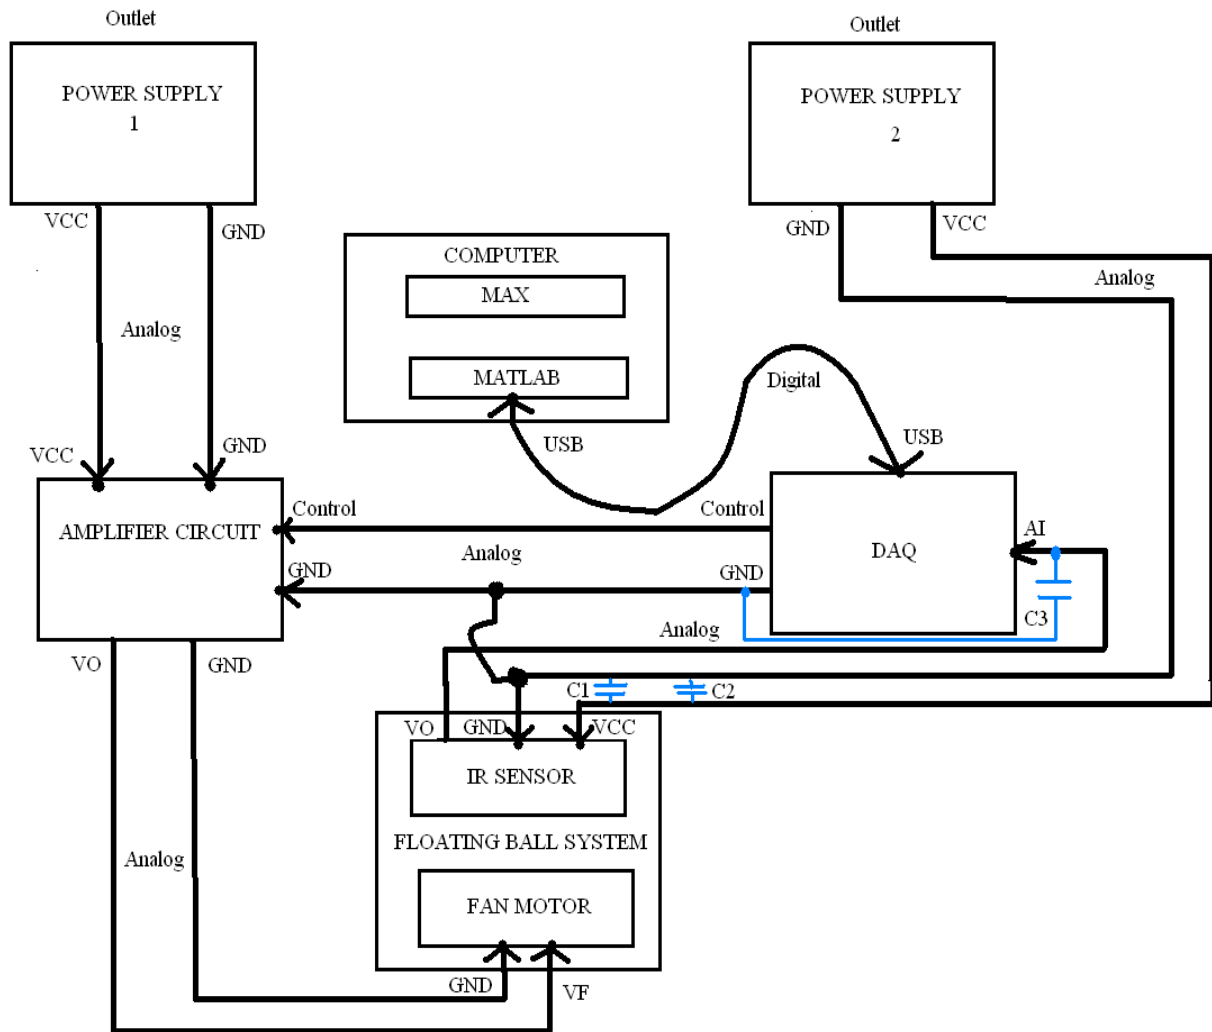 Outlet
Outlet
POWER SUPPLY
1
POWER SUPPLY
2
VCC
GND
GND
VCC
COMPUTER
MAX
Analog
Analog
MATLAB
Digital
USB
USB
VCC
GND
AMPLIFIER CIRCUIT
Control
Control
AI
DAQ
Analog
GND
GND
C3
Analog
VO
GND
C1
C2
VO
GND
VCC
IR SENSOR
FLOATING BALL SYSTEM
Analog
FAN MOTOR
GND
VF